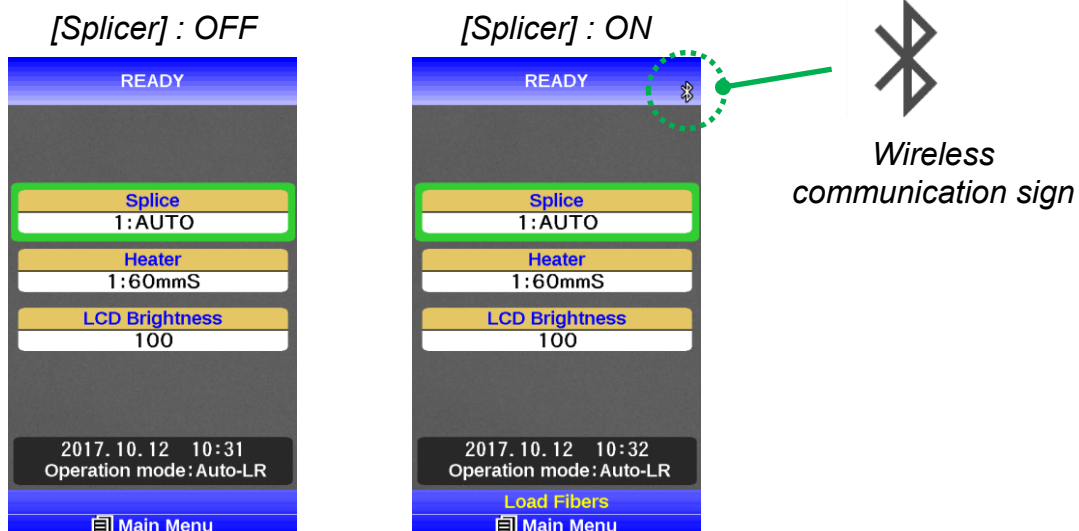 [Splicer] : OFF
READY
Splice
1:AUTO
Heater
1:60mmS
LCD Brightness
100
2017.10.12 10:31
Operation mode:Auto-LR
Main Menu
[Splicer] : ON
READY
Splice
1:AUTO
Heater
1:60mmS
LCD Brightness
100
2017.10.12 10:32
Operation mode:Auto-LR
Load Fibers
Main Menu
Wireless
communication sign